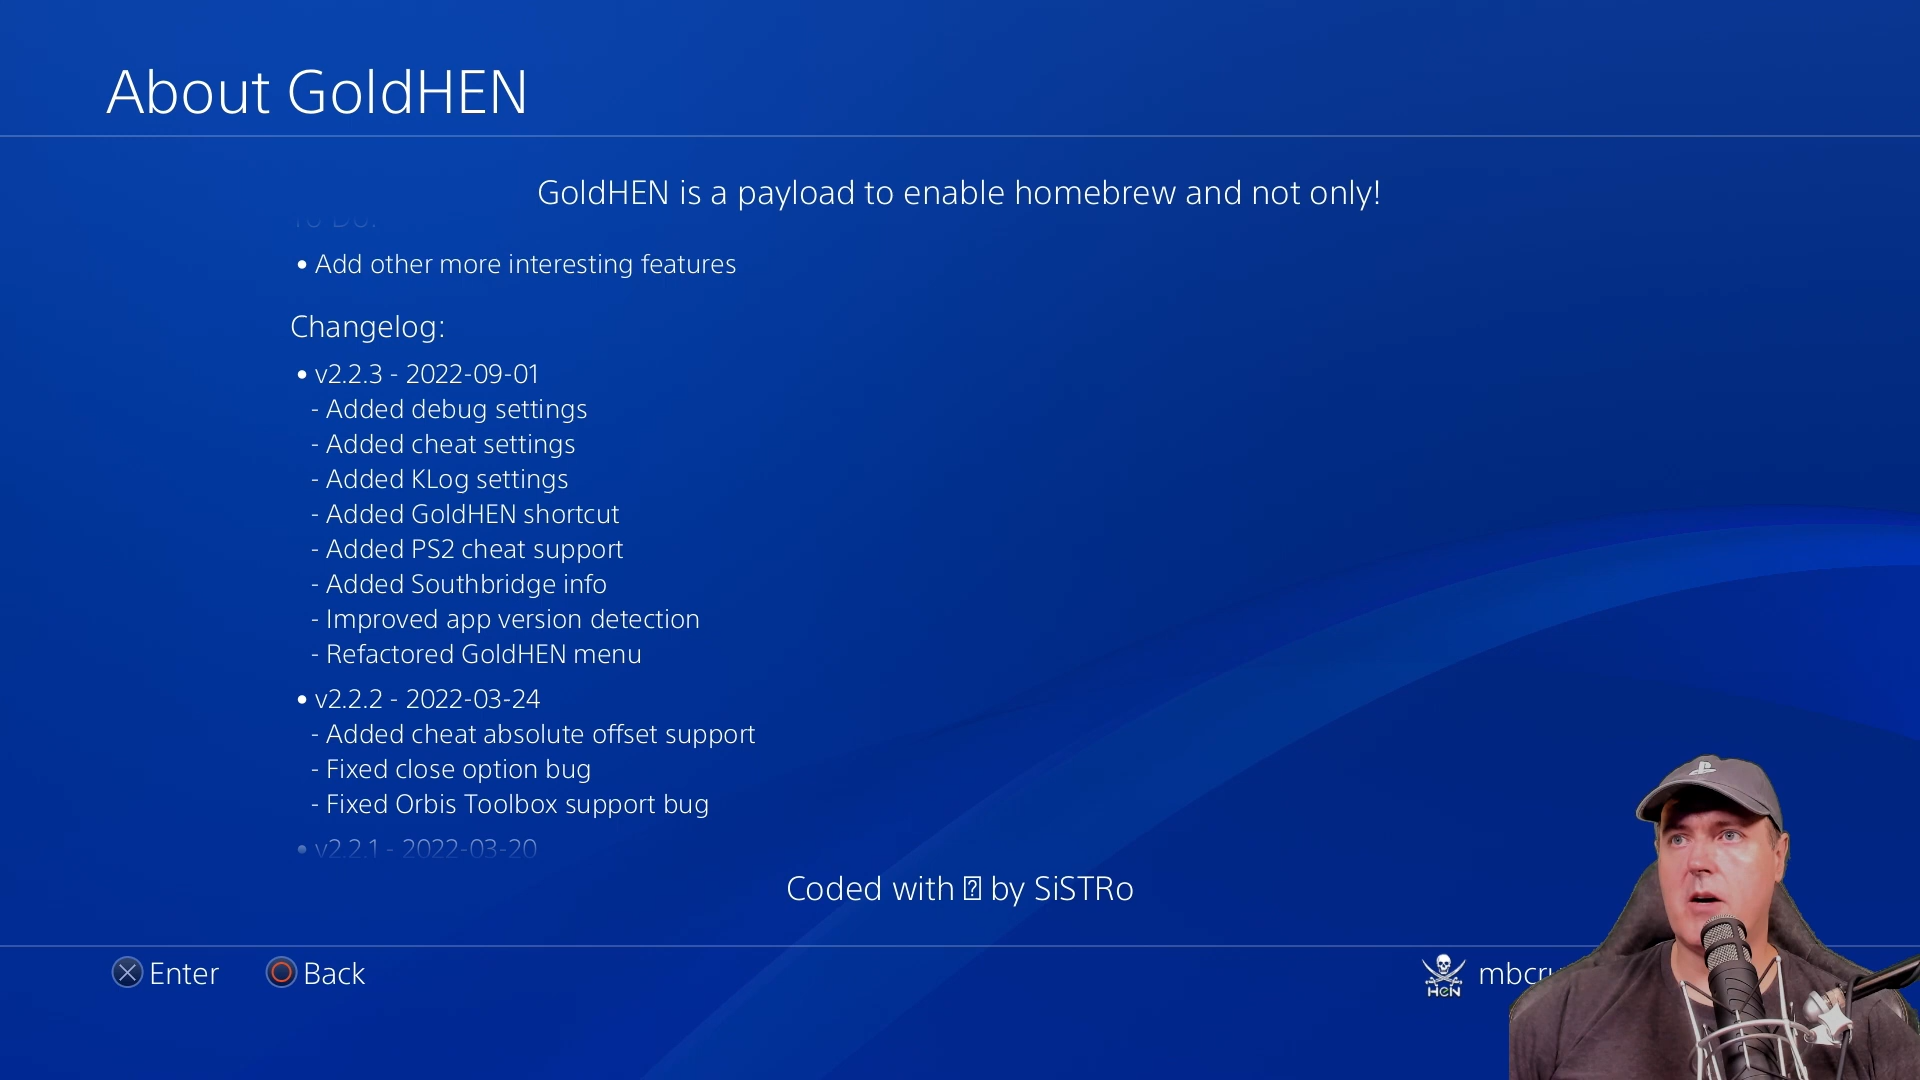 About GoldHEN
GoldHEN is a payload to enable homebrew and not only!
To Do:
• Add other more interesting features
Changelog:
• v2.2.3 - 2022-09-01
- Added debug settings
- Added cheat settings
- Added KLog settings
- Added GoldHEN shortcut
- Added PS2 cheat support
- Added Southbridge info
- Improved app version detection
- Refactored GoldHEN menu
• v2.2.2 - 2022-03-24
- Added cheat absolute offset support
- Fixed close option bug
- Fixed Orbis Toolbox support bug
• v2.2.1 - 2022-03-20
Coded with ⍰ by SiSTRo
Enter Back
HeN